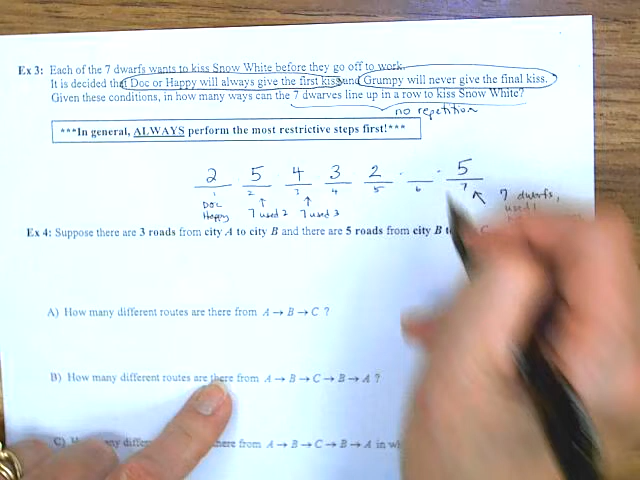 Ex 3: Each of the 7 dwarfs wants to kiss Snow White before they go off to work.
It is decided that Doc or Happy will always give the first kiss and Grumpy will never give the final kiss.
Given these conditions, in how many ways can the 7 dwarves line up in a row to kiss Snow White?
no repetition
***In general, ALWAYS perform the most restrictive steps first!***
2 5 4 3 2 5
1 2 3 4 5 6 7
Doc
Happy 7 used 2 7 used 3
7 dwarfs,
used 1
Ex 4: Suppose there are 3 roads from city A to city B and there are 5 roads from city B C
A) How many different routes are there from A → B → C ?
B) How many different routes are there from A → B → C → B → A ?
C) any there from A → B → C → B → A in